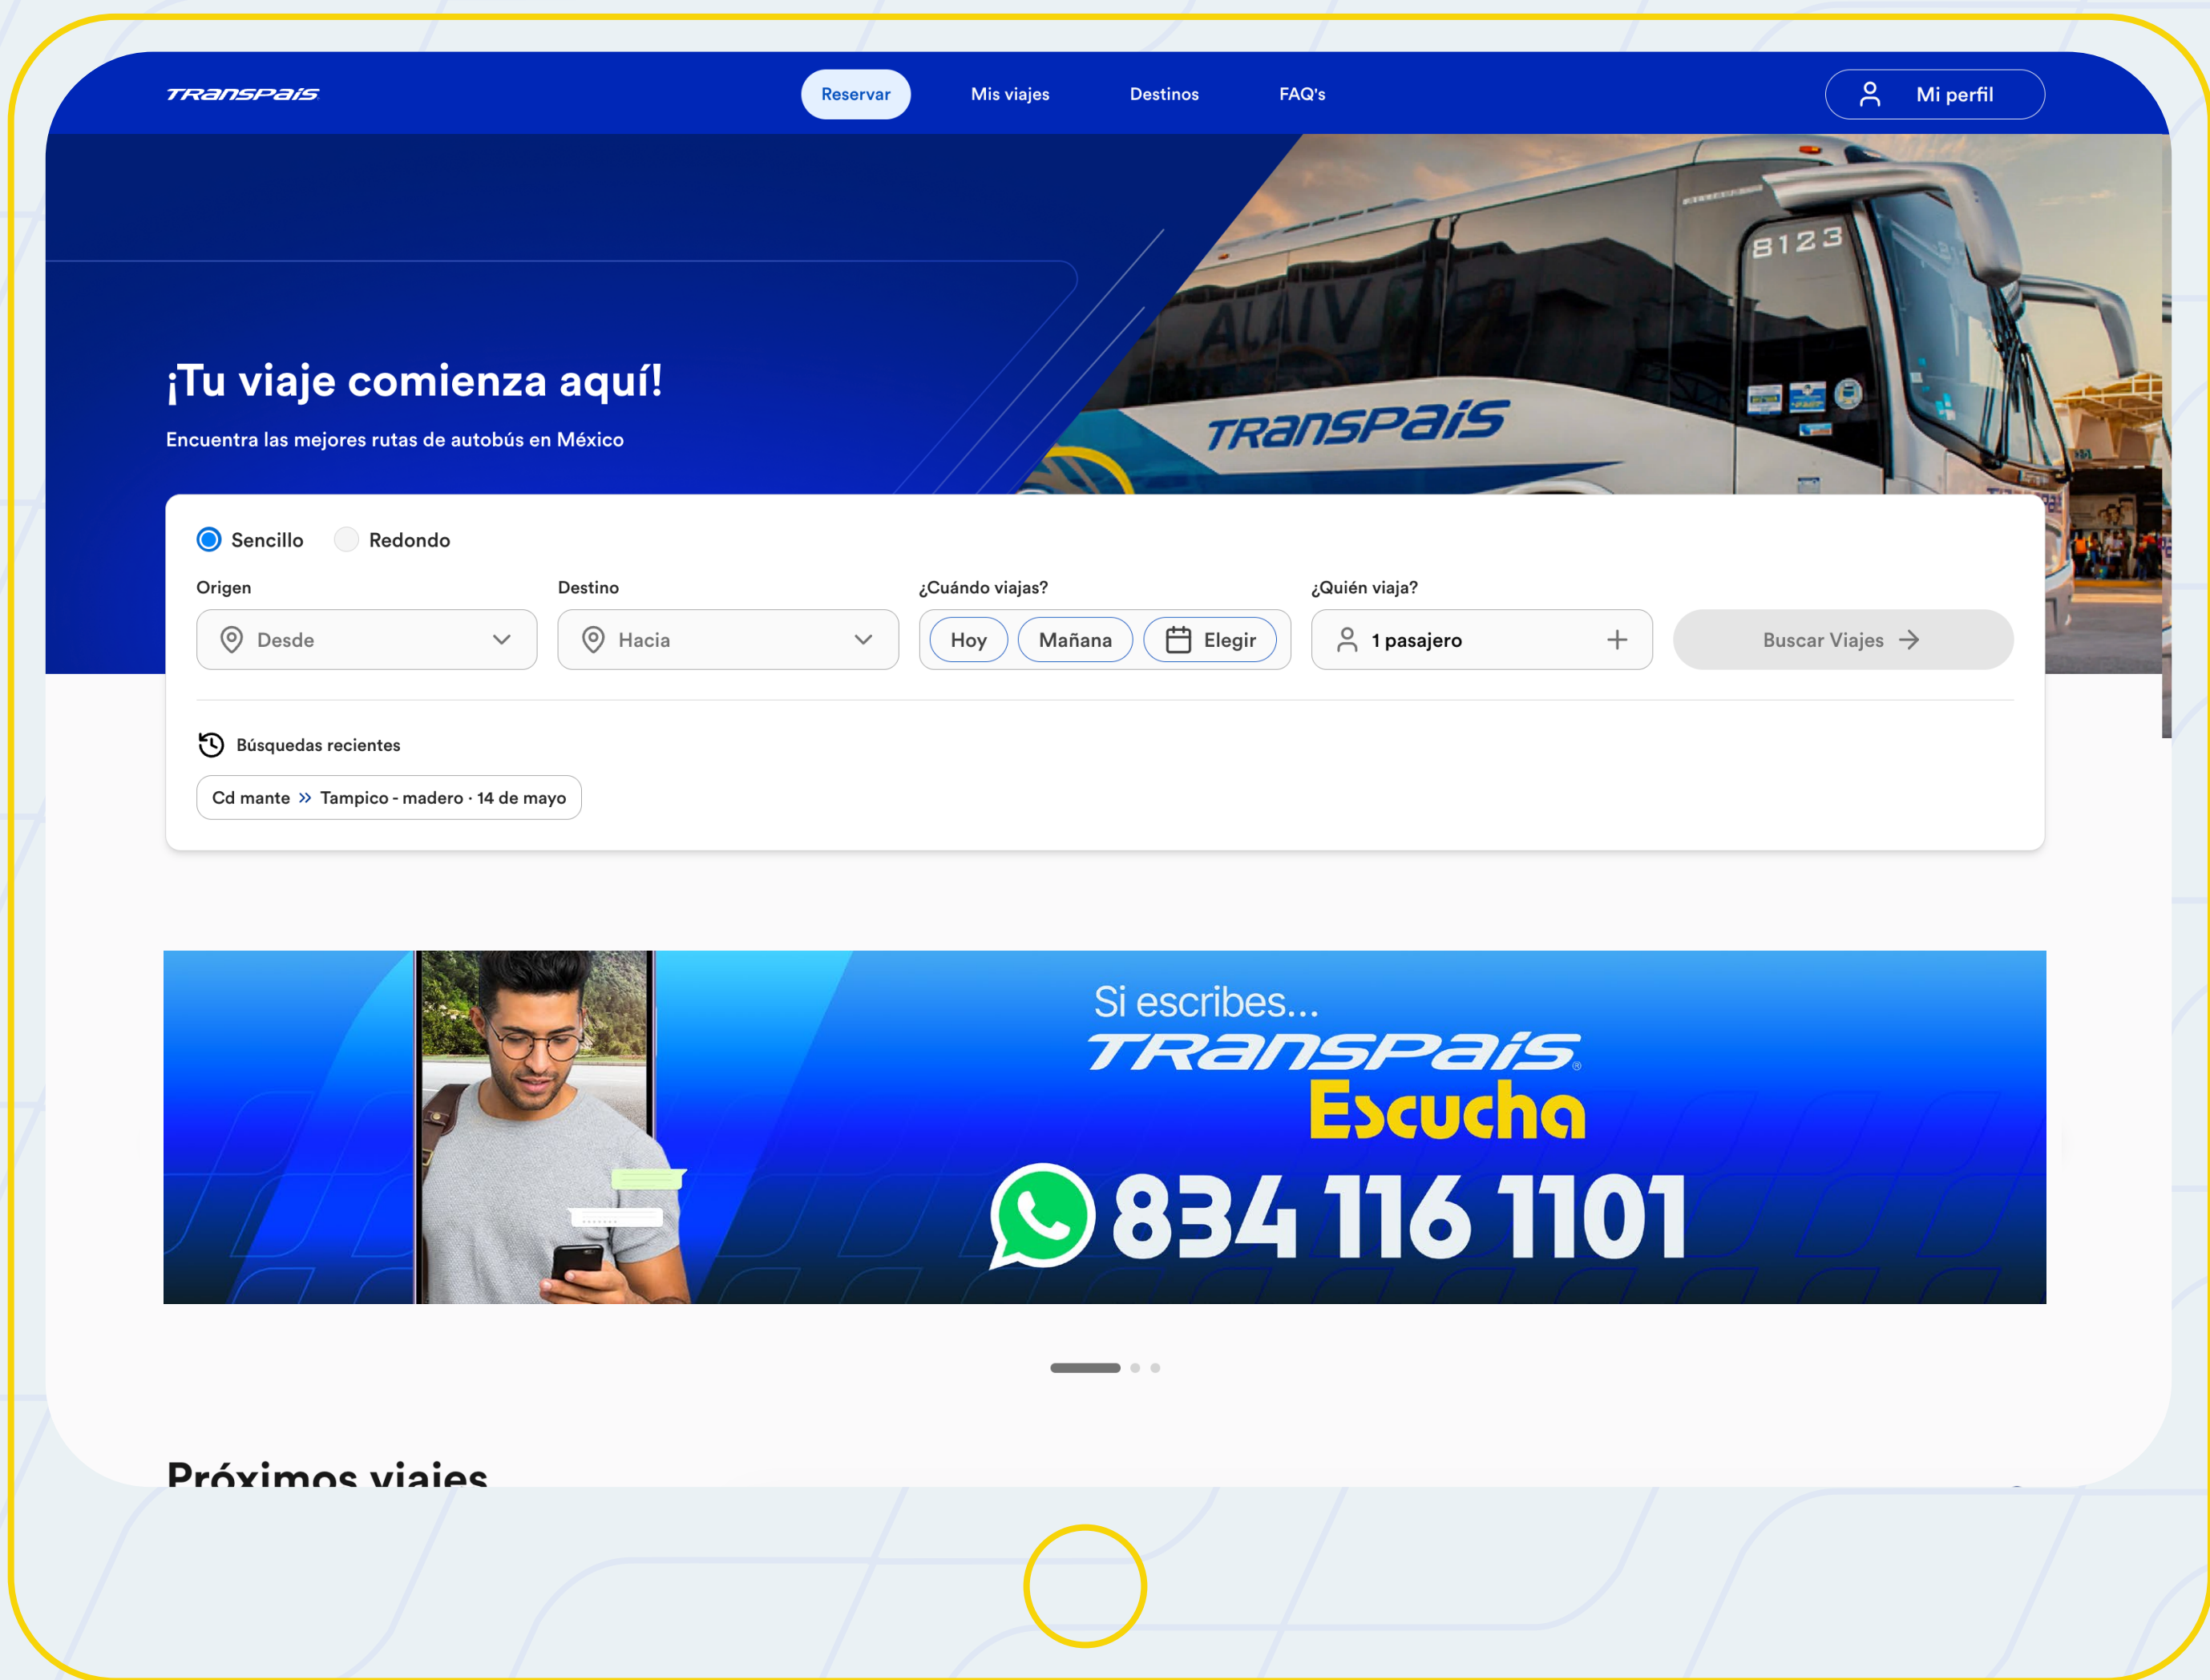 TRANSPAIS
Reservar
Mis viajes
Destinos
FAQ's
Mi perfil
8123
TRANSPAIS
¡Tu viaje comienza aquí!
Encuentra las mejores rutas de autobús en México
Sencillo
Redondo
Origen
Destino
¿Cuándo viajas?
¿Quién viaja?
Desde
Hacia
Hoy
Mañana
Elegir
1 pasajero
Buscar Viajes
Búsquedas recientes
Cd mante » Tampico - madero · 14 de mayo
Si escribes...
TRANSPAIS®
Escucha
834 116 1101
Próximos viajes